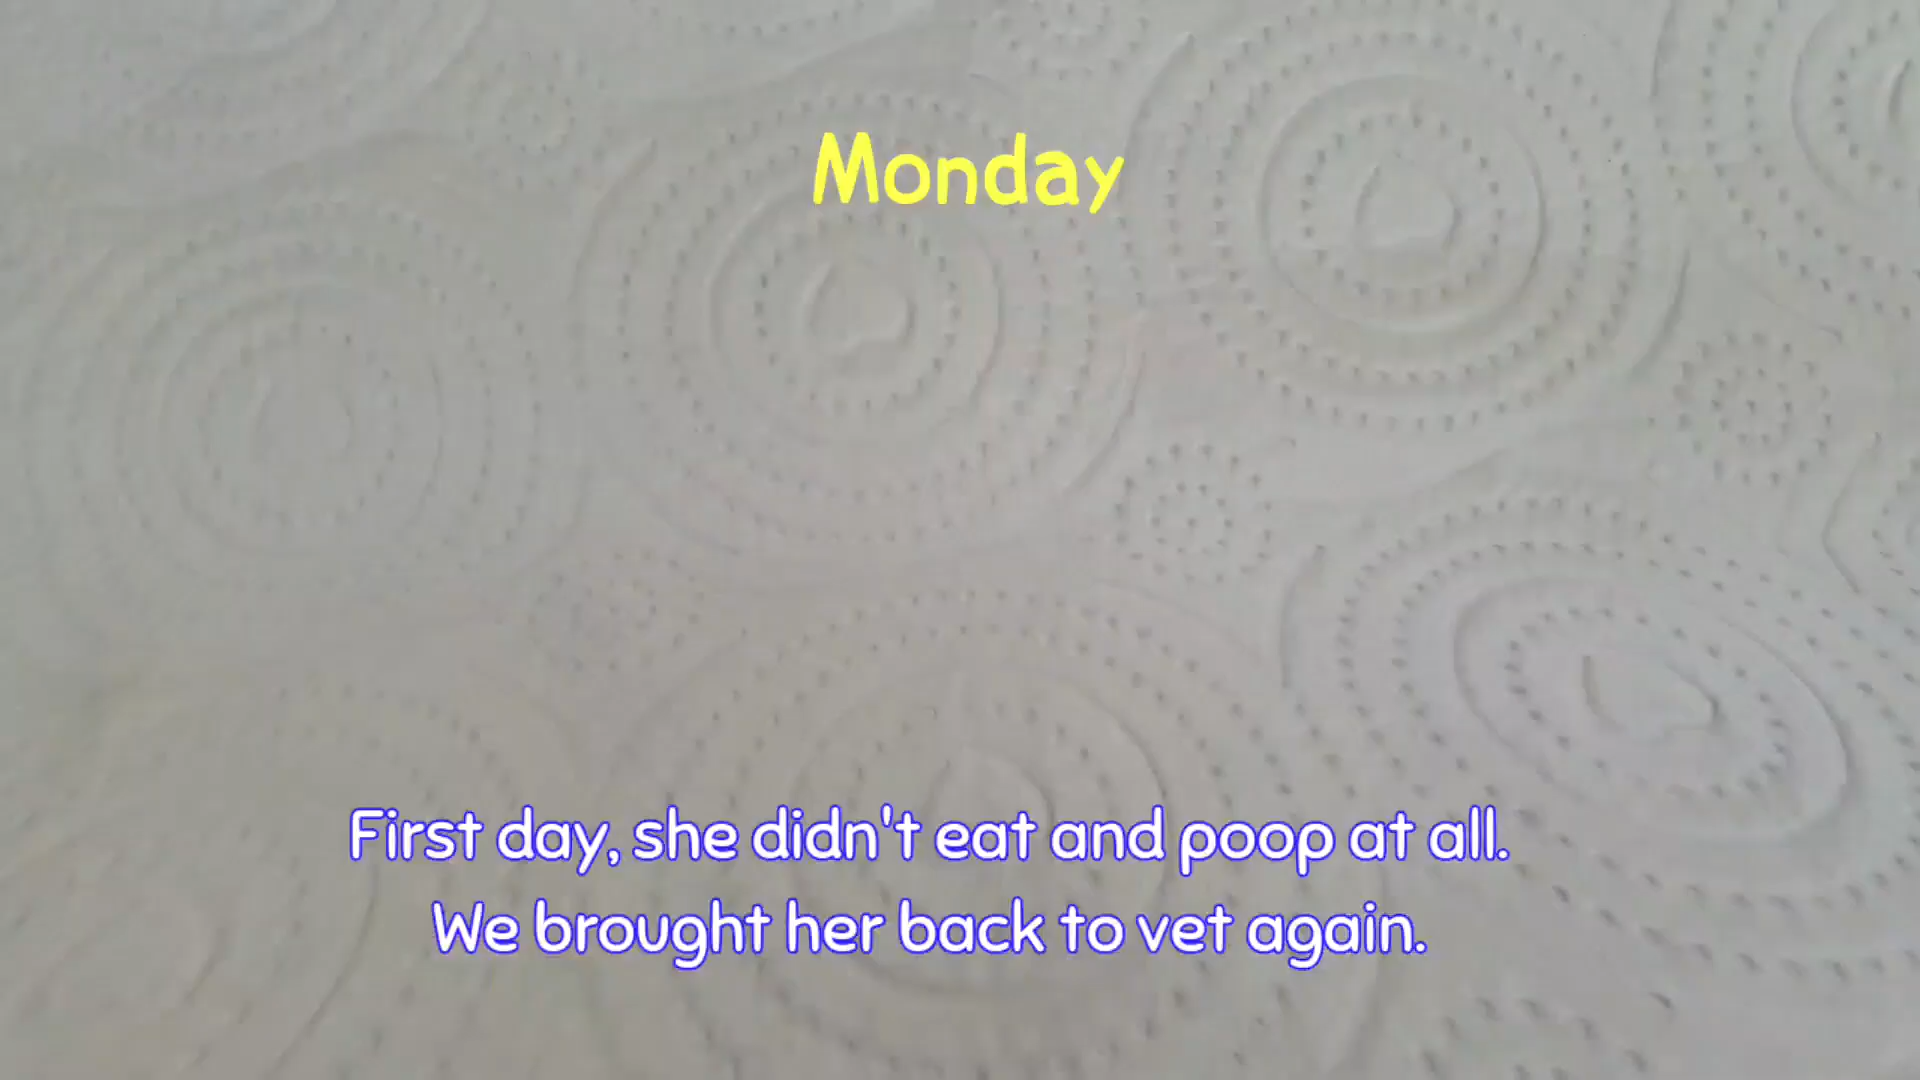 Monday
First day, she didn't eat and poop at all.
We brought her back to vet again.